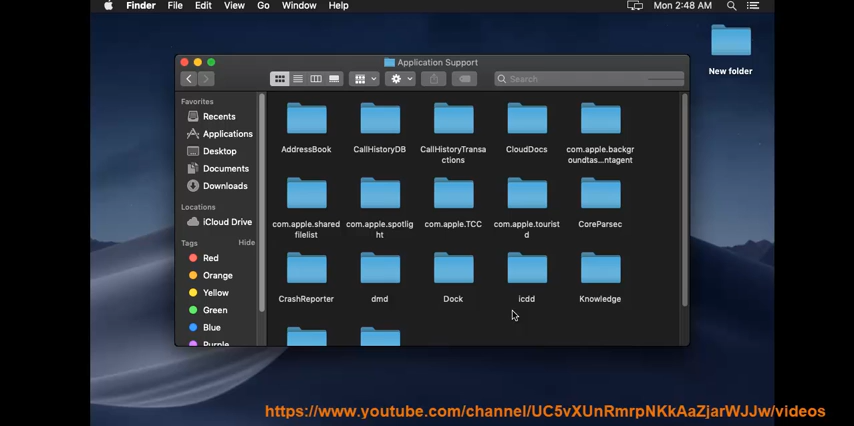 Finder File Edit View Go Window Help Mon 2:48 AM
New folder
Application Support
Search
Favorites
Recents
Applications
Desktop
Documents
Downloads
Locations
iCloud Drive
Tags Hide
Red
Orange
Yellow
Green
Blue
Purple
AddressBook
CallHistoryDB
CallHistoryTransa
ctions
CloudDocs
com.apple.backgr
oundtas...ntagent
com.apple.shared
filelist
com.apple.spotlig
ht
com.apple.TCC
com.apple.tourist
d
CoreParsec
CrashReporter
dmd
Dock
icdd
Knowledge
https://www.youtube.com/channel/UC5vXUnRmrpNKkAaZjarWJJw/videos